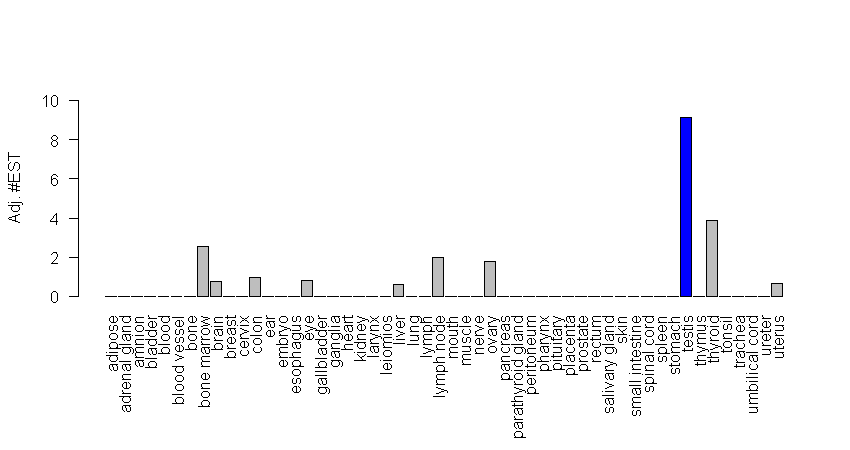 Adj. #EST
10
8
6
4
2
0
adipose
adrenal gland
amnion
bladder
blood
blood vessel
bone
bone marrow
brain
breast
cervix
colon
ear
embryo
esophagus
eye
gallbladder
ganglia
heart
kidney
larynx
leiomios
liver
lung
lymph
lymph node
mouth
muscle
nerve
ovary
pancreas
parathyroid gland
peritoneum
pharynx
pituitary
placenta
prostate
rectum
salivary gland
skin
small intestine
spinal cord
spleen
stomach
testis
thymus
thyroid
tonsil
trachea
umbilical cord
ureter
uterus